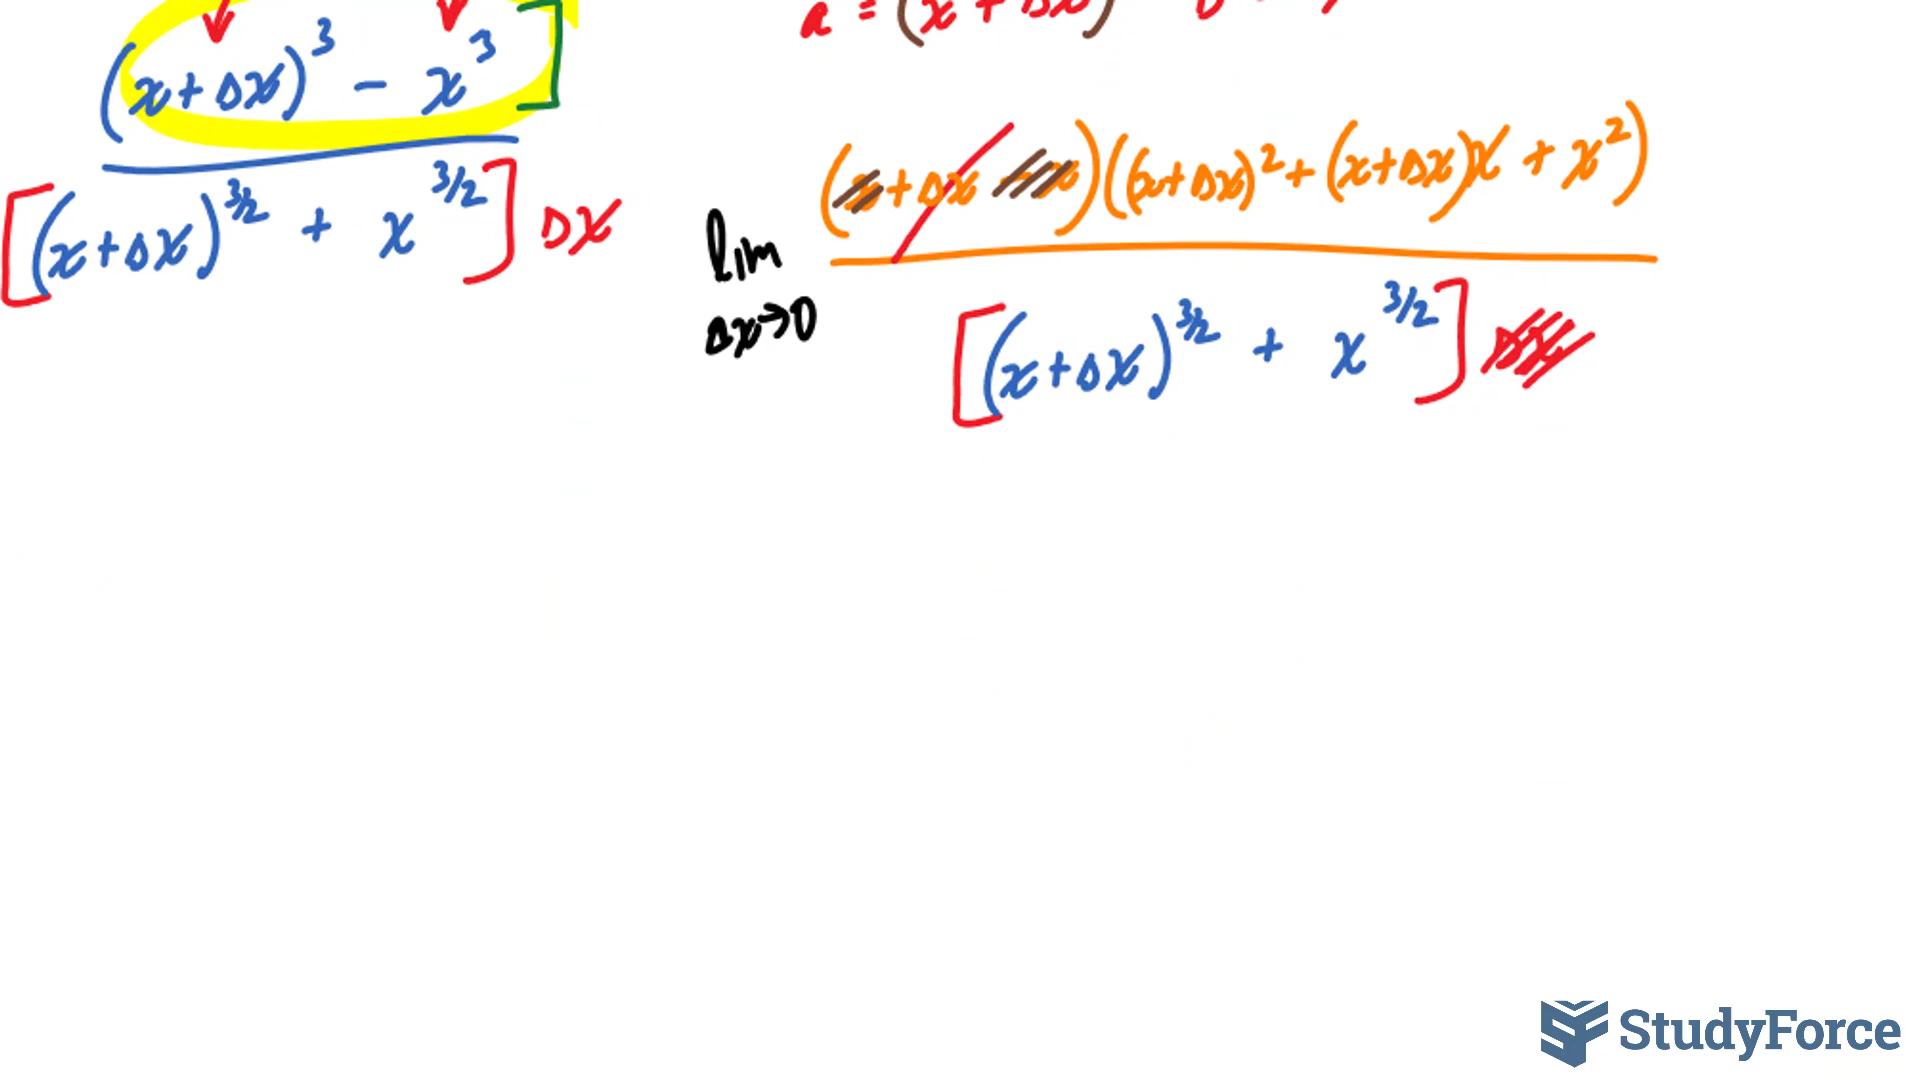 (x+Δx)³ - x³]
[(x+Δx)^3/2 + x^3/2] Δx
a = (x + Δx)
(x+Δx-x)((x+Δx)²+(x+Δx)x+x²)
lim Δx→0
[(x+Δx)^3/2 + x^3/2] Δx
StudyForce